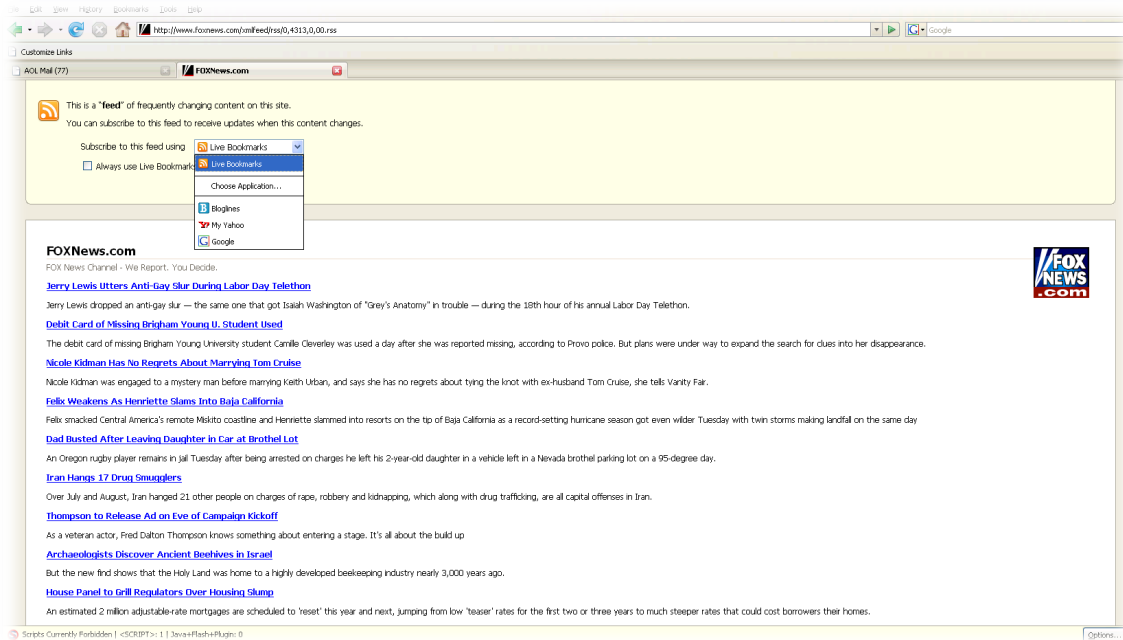 Edit View History Bookmarks Tools Help
http://www.foxnews.com/xmlfeed/rss/0,4313,0,00.rss
Google
Customize Links
AOL Mail (77)
FOXNews.com
This is a "feed" of frequently changing content on this site.
You can subscribe to this feed to receive updates when this content changes.
Subscribe to this feed using Live Bookmarks
Always use Live Bookmarks
Live Bookmarks
Choose Application...
Bloglines
My Yahoo
Google
FOXNews.com
FOX News Channel - We Report. You Decide.
FOX NEWS .com
Jerry Lewis Utters Anti-Gay Slur During Labor Day Telethon
Jerry Lewis dropped an anti-gay slur — the same one that got Isaiah Washington of "Grey's Anatomy" in trouble — during the 18th hour of his annual Labor Day Telethon.
Debit Card of Missing Brigham Young U. Student Used
The debit card of missing Brigham Young University student Camille Cleverley was used a day after she was reported missing, according to Provo police. But plans were under way to expand the search for clues into her disappearance.
Nicole Kidman Has No Regrets About Marrying Tom Cruise
Nicole Kidman was engaged to a mystery man before marrying Keith Urban, and says she has no regrets about tying the knot with ex-husband Tom Cruise, she tells Vanity Fair.
Felix Weakens As Henriette Slams Into Baja California
Felix smacked Central America's remote Miskito coastline and Henriette slammed into resorts on the tip of Baja California as a record-setting hurricane season got even wilder Tuesday with twin storms making landfall on the same day
Dad Busted After Leaving Daughter in Car at Brothel Lot
An Oregon rugby player remains in jail Tuesday after being arrested on charges he left his 2-year-old daughter in a vehicle left in a Nevada brothel parking lot on a 95-degree day.
Iran Hangs 17 Drug Smugglers
Over July and August, Iran hanged 21 other people on charges of rape, robbery and kidnapping, which along with drug trafficking, are all capital offenses in Iran.
Thompson to Release Ad on Eve of Campaign Kickoff
As a veteran actor, Fred Dalton Thompson knows something about entering a stage. It's all about the build up
Archaeologists Discover Ancient Beehives in Israel
But the new find shows that the Holy Land was home to a highly developed beekeeping industry nearly 3,000 years ago.
House Panel to Grill Regulators Over Housing Slump
An estimated 2 million adjustable-rate mortgages are scheduled to 'reset' this year and next, jumping from low 'teaser' rates for the first two or three years to much steeper rates that could cost borrowers their homes.
Scripts Currently Forbidden | <SCRIPT>: 1 | Java+Flash+Plugin: 0
Options...